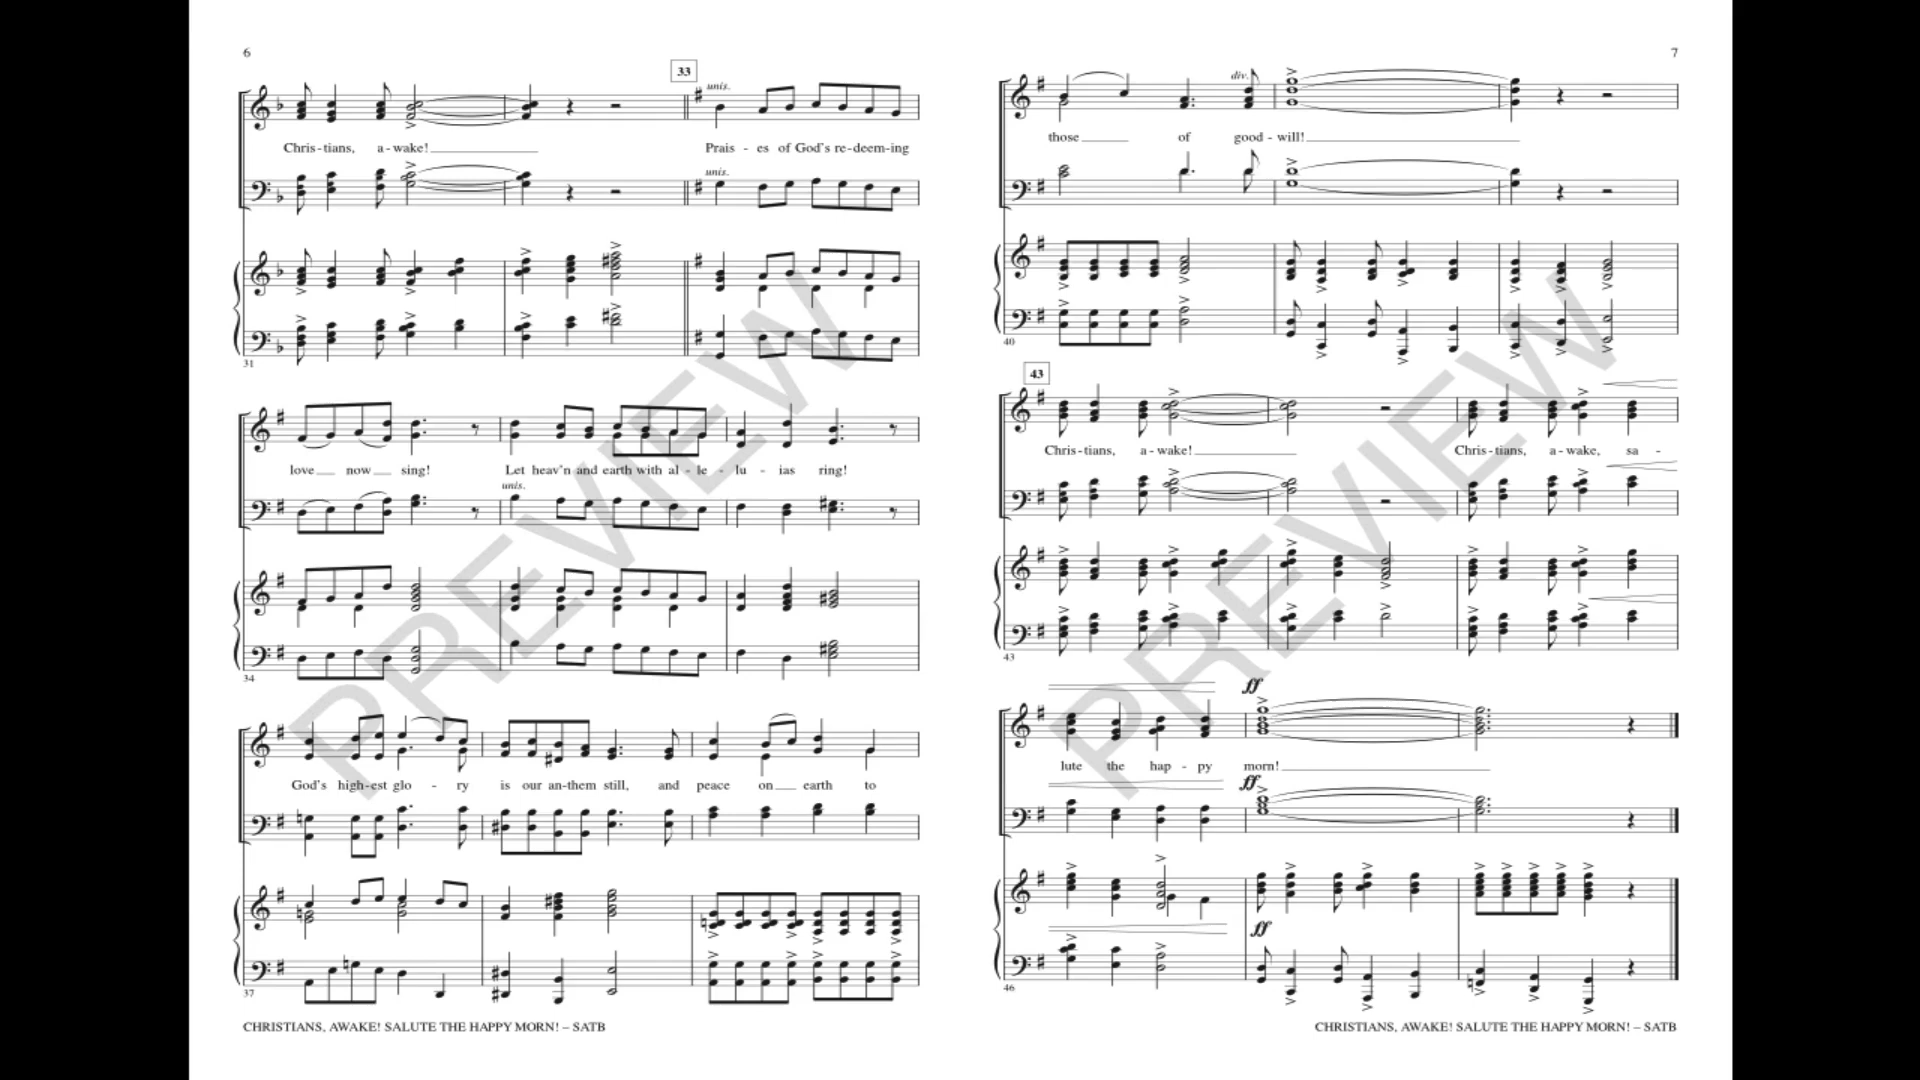 6
33
unis.
Chris - tians, a - wake!
Prais - es of God's re - deem - ing
unis.
31
love now sing! Let heav'n and earth with al - le - lu - ias ring!
unis.
34
God's high - est glo - ry is our an - them still, and peace on earth to
37
CHRISTIANS, AWAKE! SALUTE THE HAPPY MORN! – SATB
PREVIEW
7
div.
those of good - will!
40
43
Chris - tians, a - wake! Chris - tians, a - wake, sa -
43
ff
lute the hap - py morn!
ff
ff
46
CHRISTIANS, AWAKE! SALUTE THE HAPPY MORN! – SATB
PREVIEW